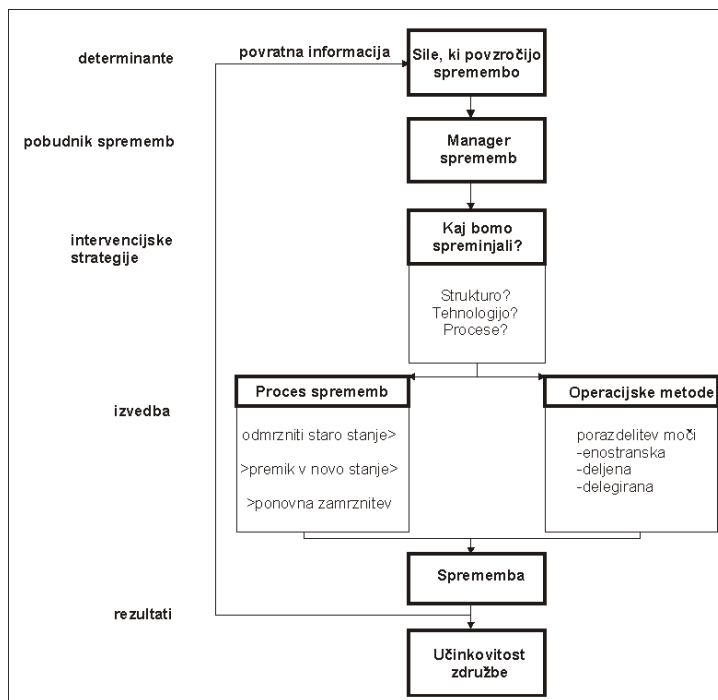 determinante
povratna informacija
Sile, ki povzročijo
spremembo
pobudnik sprememb
Manager
sprememb
intervencijske
strategije
Kaj bomo
spreminjali?
Strukturo?
Tehnologijo?
Procese?
izvedba
Proces sprememb
odmrzniti staro stanje>
>premik v novo stanje>
>ponovna zamrznitev
Operacijske metode
porazdelitev moči
-enostranska
-deljena
-delegirana
Sprememba
rezultati
Učinkovitost
združbe